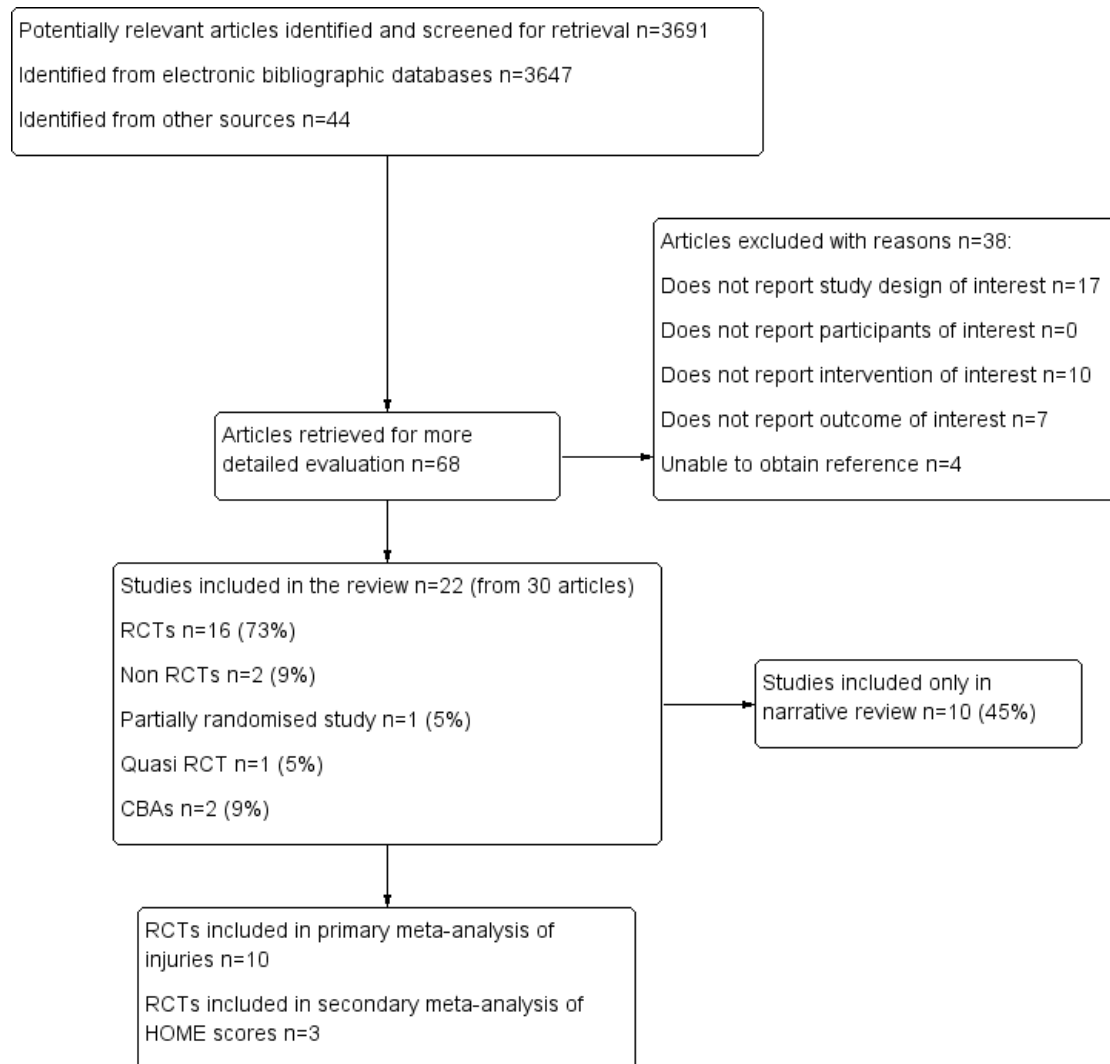 Potentially relevant articles identified and screened for retrieval n=3691
Identified from electronic bibliographic databases n=3647
Identified from other sources n=44
Articles excluded with reasons n=38:
Does not report study design of interest n=17
Does not report participants of interest n=0
Does not report intervention of interest n=10
Does not report outcome of interest n=7
Unable to obtain reference n=4
Articles retrieved for more
detailed evaluation n=68
Studies included in the review n=22 (from 30 articles)
RCTs n=16 (73%)
Non RCTs n=2 (9%)
Partially randomised study n=1 (5%)
Quasi RCT n=1 (5%)
CBAs n=2 (9%)
Studies included only in
narrative review n=10 (45%)
RCTs included in primary meta-analysis of
injuries n=10
RCTs included in secondary meta-analysis of
HOME scores n=3